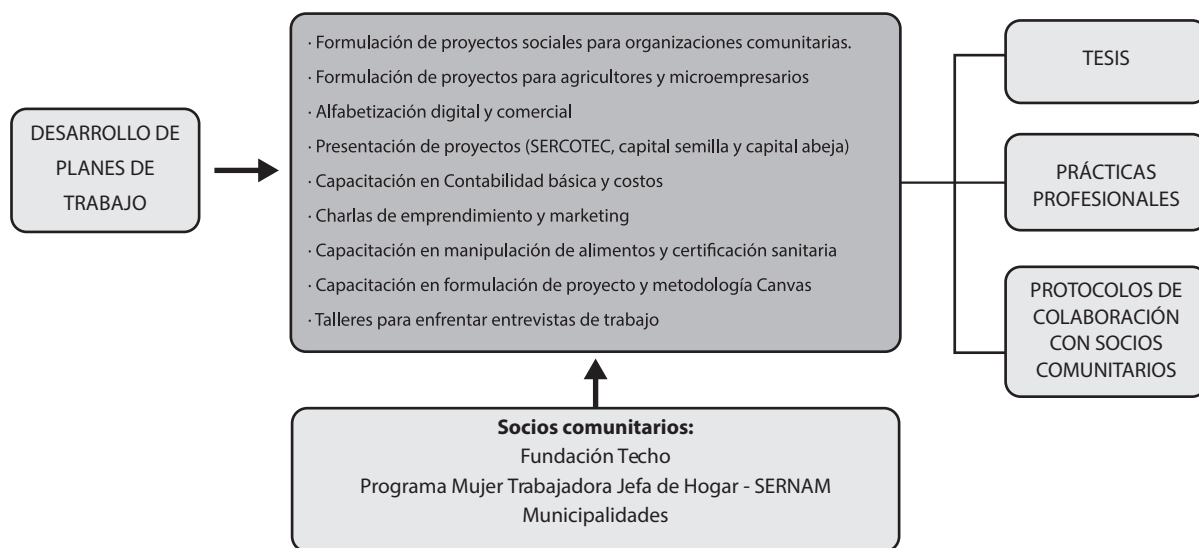 DESARROLLO DE
PLANES DE
TRABAJO
· Formulación de proyectos sociales para organizaciones comunitarias.
· Formulación de proyectos para agricultores y microempresarios
· Alfabetización digital y comercial
· Presentación de proyectos (SERCOTEC, capital semilla y capital abeja)
· Capacitación en Contabilidad básica y costos
· Charlas de emprendimiento y marketing
· Capacitación en manipulación de alimentos y certificación sanitaria
· Capacitación en formulación de proyecto y metodología Canvas
· Talleres para enfrentar entrevistas de trabajo
Socios comunitarios:
Fundación Techo
Programa Mujer Trabajadora Jefa de Hogar - SERNAM
Municipalidades
TESIS
PRÁCTICAS
PROFESIONALES
PROTOCOLOS DE
COLABORACIÓN
CON SOCIOS
COMUNITARIOS